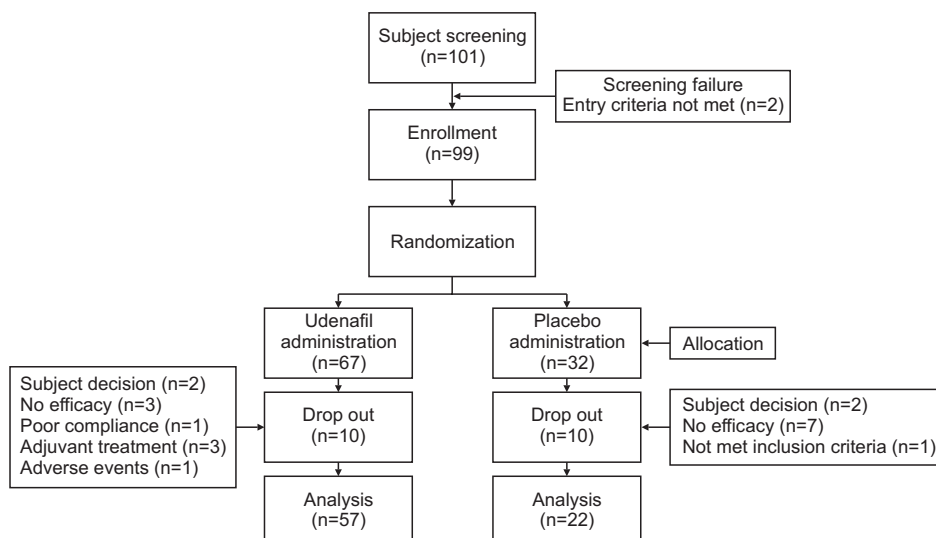 Subject screening
(n=101)
Screening failure
Entry criteria not met (n=2)
Enrollment
(n=99)
Randomization
Udenafil
administration
(n=67)
Placebo
administration
(n=32)
Allocation
Subject decision (n=2)
No efficacy (n=3)
Poor compliance (n=1)
Adjuvant treatment (n=3)
Adverse events (n=1)
Drop out
(n=10)
Drop out
(n=10)
Subject decision (n=2)
No efficacy (n=7)
Not met inclusion criteria (n=1)
Analysis
(n=57)
Analysis
(n=22)